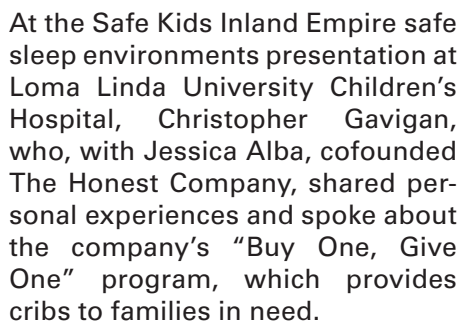 At the Safe Kids Inland Empire safe
sleep environments presentation at
Loma Linda University Children’s
Hospital, Christopher Gavigan,
who, with Jessica Alba, cofounded
The Honest Company, shared per-
sonal experiences and spoke about
the company’s “Buy One, Give
One” program, which provides
cribs to families in need.